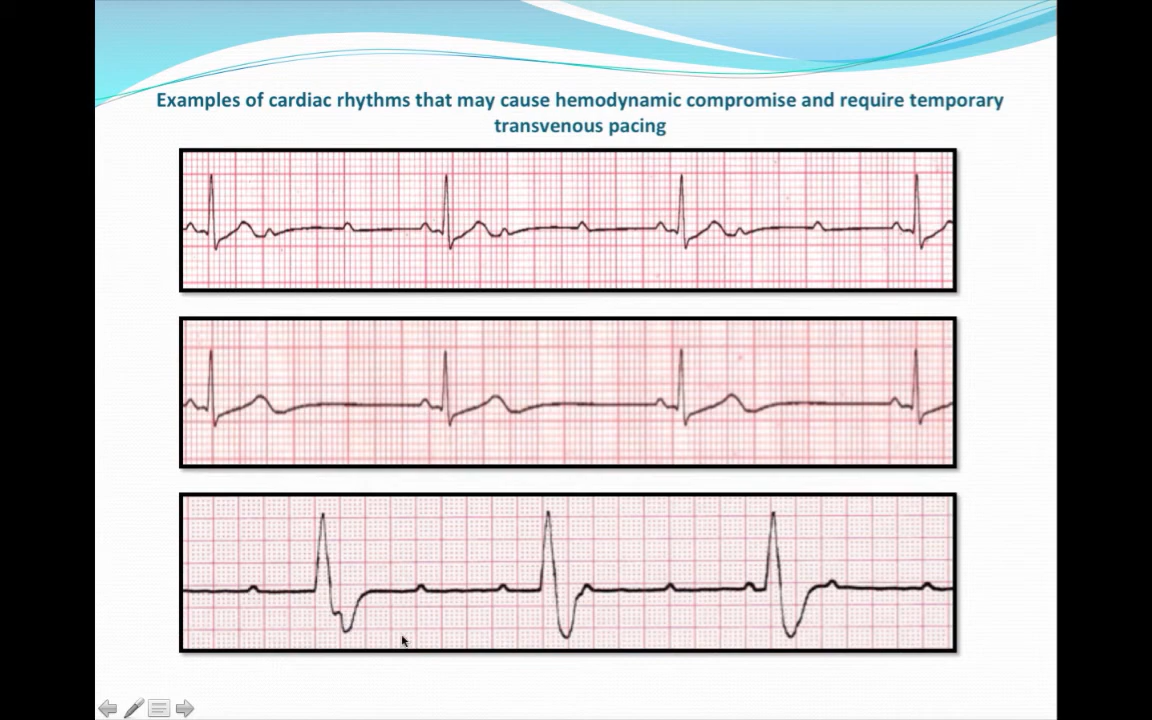 Examples of cardiac rhythms that may cause hemodynamic compromise and require temporary
transvenous pacing